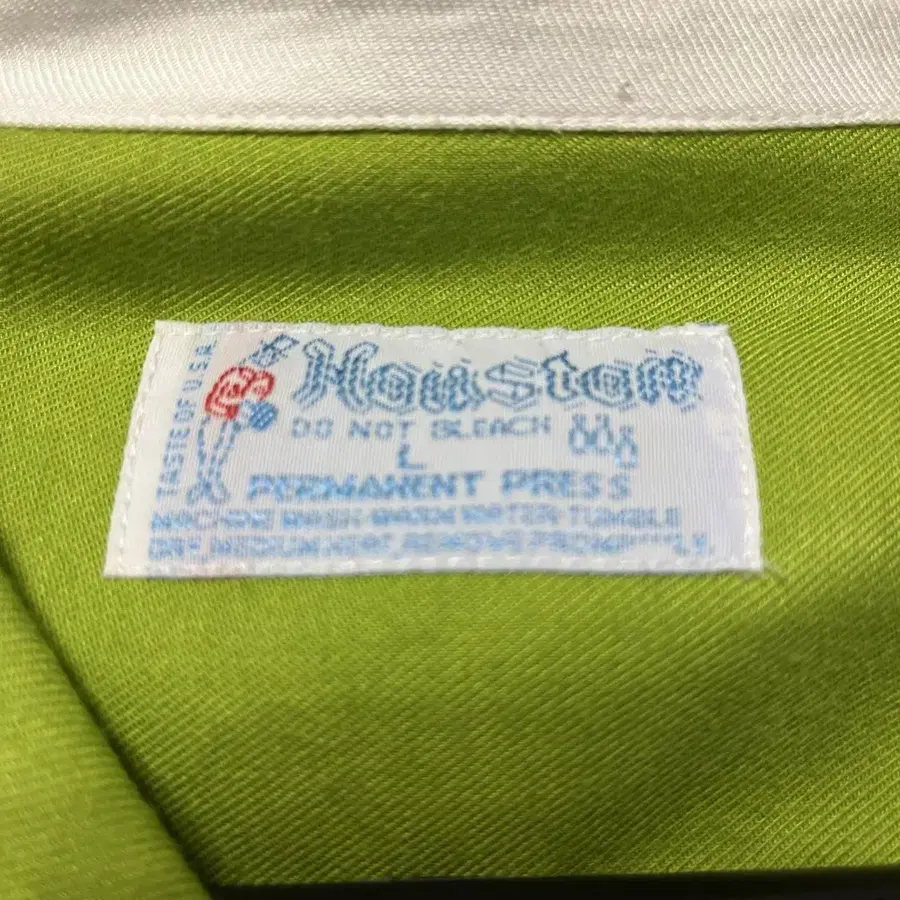 TASTE OF U.S.A.
Houston
DO NOT BLEACH
L
PERMANENT PRESS
MACHINE WASH WARM WATER TUMBLE
DRY MEDIUM HEAT, REMOVE PROMPTLY.